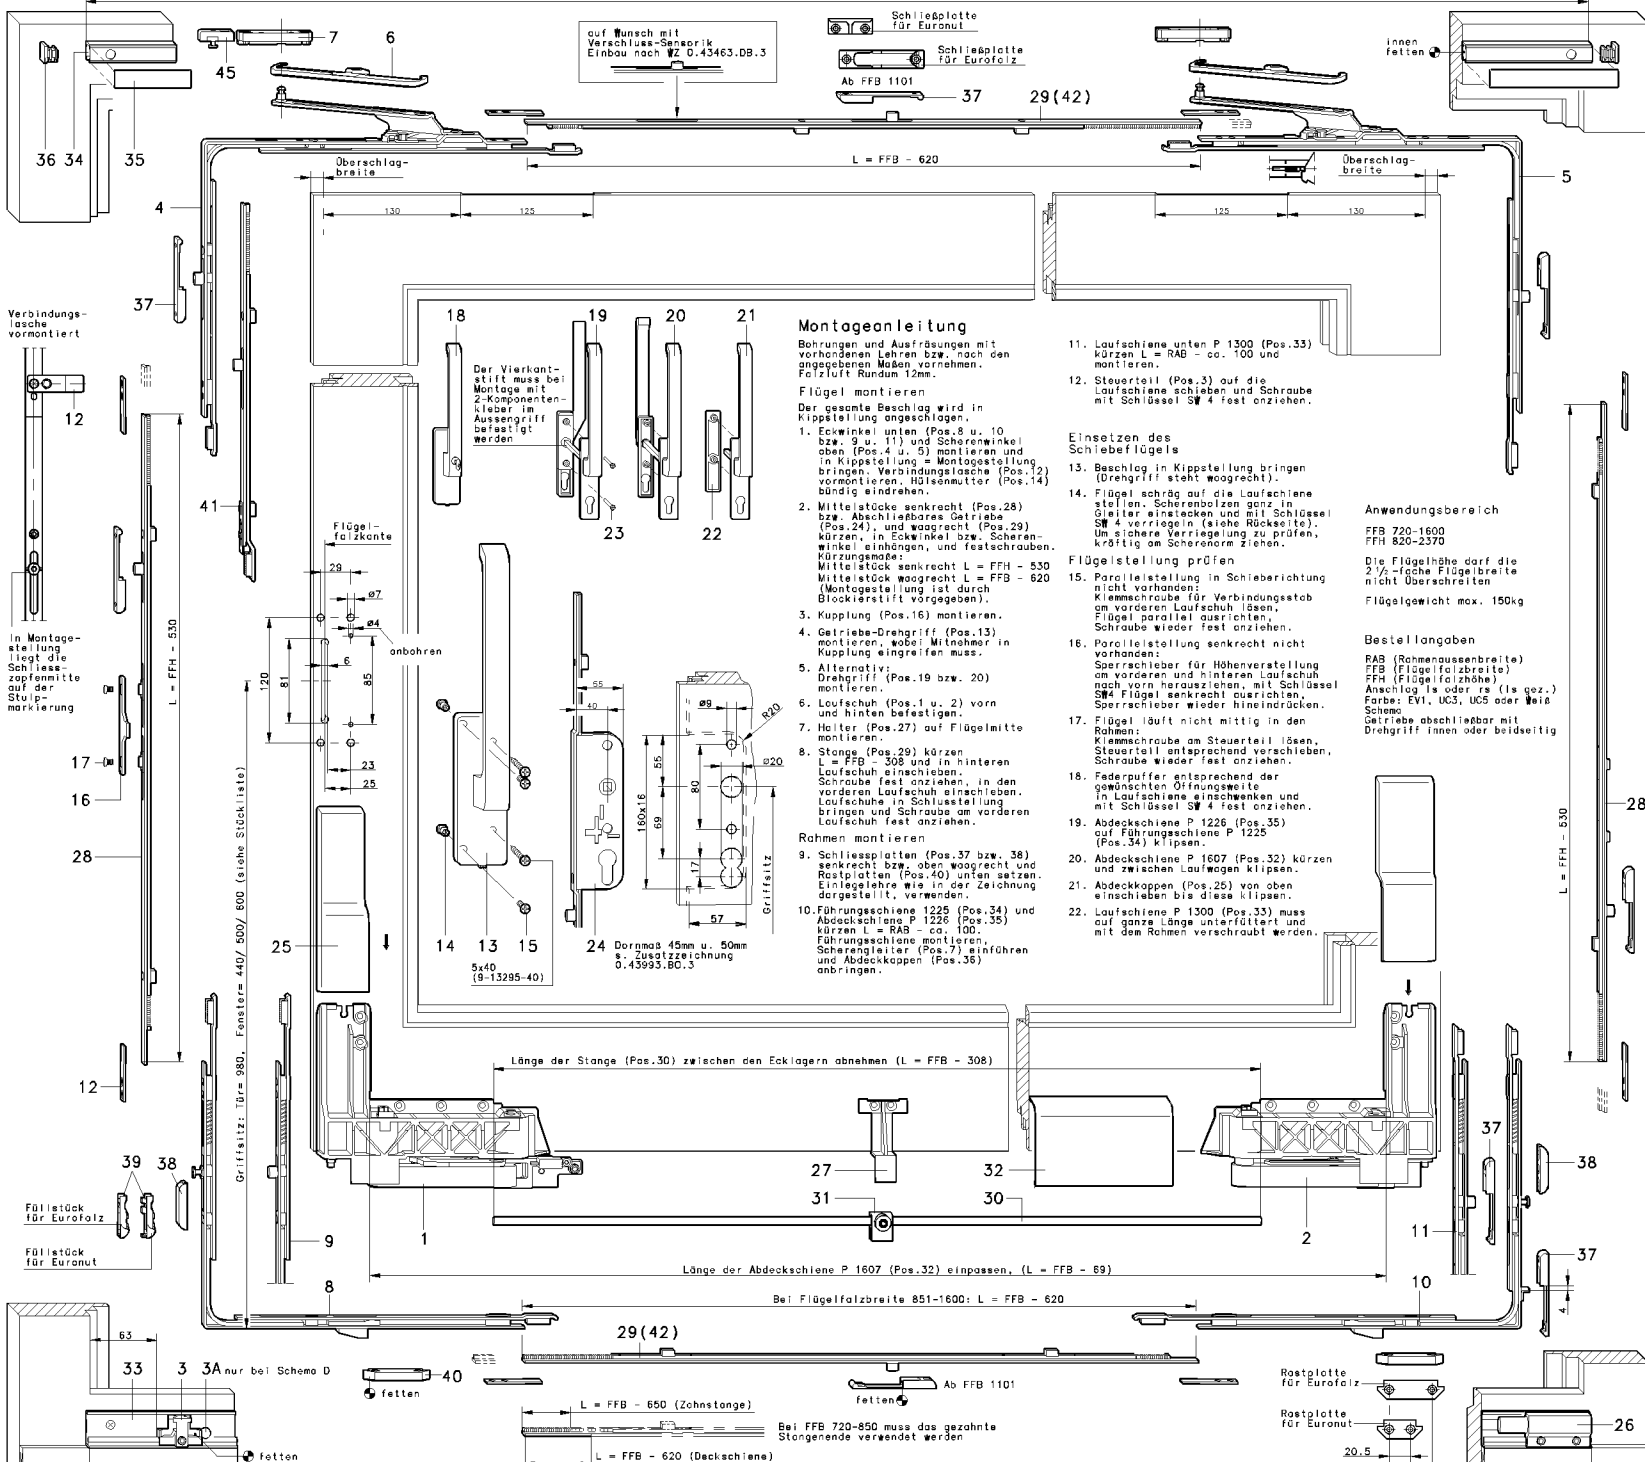 36
34
35
45
7
6
auf Wunsch mit
Verschluss-Sensorik
Einbau nach WZ 0.43463.DB.3
Schließplatte
für Euronut
Schließplatte
für Eurofalz
Ab FFB 1101
37
29(42)
innen
fetten
L = FFB - 620
Überschlag-
breite
Überschlag-
breite
4
5
130
125
125
130
37
Verbindungs-
lasche
vormontiert
12
41
In Montage-
stellung
liegt die
Schliess-
zapfenmitte
auf der
Stulp-
markierung
L = FFH - 530
17
16
28
12
18
19
20
21
Der Vierkant-
stift muss bei
Montage mit
2-Komponenten-
kleber im
Aussengriff
befestigt
werden
23
22
Flügel-
falzkante
29
ø7
ø4
anbohren
6
120
81
85
23
25
25
14
13
15
5x40
(9-13295-40)
55
40
24
160x16
ø9
R20
ø20
55
80
69
17
57
Griffsitz
Dornmaß 45mm u. 50mm
s. Zusatzzeichnung
0.43993.BO.3
Montageanleitung
Bohrungen und Ausfräsungen mit
vorhandenen Lehren bzw. nach den
angegebenen Maßen vornehmen.
Falzluft Rundum 12mm.
Flügel montieren
Der gesamte Beschlag wird in
Kippstellung angeschlagen.
1. Eckwinkel unten (Pos.8 u. 10
bzw. 9 u. 11) und Scherenwinkel
oben (Pos.4 u. 5) montieren und
in Kippstellung = Montagestellung
bringen. Verbindungslasche (Pos.12)
vormontieren. Hülsenmutter (Pos.14)
bündig eindrehen.
2. Mittelstücke senkrecht (Pos.28)
bzw. Abschließbares Getriebe
(Pos.24), und waagrecht (Pos.29)
kürzen, in Eckwinkel bzw. Scheren-
winkel einhängen, und festschrauben.
Kürzungsmaße:
Mittelstück senkrecht L = FFH - 530
Mittelstück waagrecht L = FFB - 620
(Montagestellung ist durch
Blockierstift vorgegeben).
3. Kupplung (Pos.16) montieren.
4. Getriebe-Drehgriff (Pos.13)
montieren, wobei Mitnehmer in
Kupplung eingreifen muss.
5. Alternativ:
Drehgriff (Pos.19 bzw. 20)
montieren.
6. Laufschuh (Pos.1 u. 2) vorn
und hinten befestigen.
7. Halter (Pos.27) auf Flügelmitte
montieren.
8. Stange (Pos.29) kürzen
L = FFB - 308 und in hinteren
Laufschuh einschieben.
Schraube fest anziehen, in den
vorderen Laufschuh einschieben.
Laufschuhe in Schlusstellung
bringen und Schraube am vorderen
Laufschuh fest anziehen.
Rahmen montieren
9. Schliessplatten (Pos.37 bzw. 38)
senkrecht bzw. oben waagrecht und
Rastplatten (Pos.40) unten setzen.
Einlegelehre wie in der Zeichnung
dargestellt, verwenden.
10. Führungsschiene 1225 (Pos.34) und
Abdeckschiene P 1226 (Pos.35)
kürzen L = RAB - ca. 100.
Führungsschiene montieren,
Scherengleiter (Pos.7) einführen
und Abdeckkappen (Pos.36)
anbringen.
11. Laufschiene unten P 1300 (Pos.33)
kürzen L = RAB - ca. 100 und
montieren.
12. Steuerteil (Pos.3) auf die
Laufschiene schieben und Schraube
mit Schlüssel SW 4 fest anziehen.
Einsetzen des
Schiebeflügels
13. Beschlag in Kippstellung bringen
(Drehgriff steht waagrecht).
14. Flügel schräg auf die Laufschiene
stellen. Scherenbolzen ganz in
Gleiter einstecken und mit Schlüssel
SW 4 verriegeln (siehe Rückseite).
Um sichere Verriegelung zu prüfen,
kräftig am Scherenarm ziehen.
Flügelstellung prüfen
15. Parallelstellung in Schieberichtung
nicht vorhanden:
Klemmschraube für Verbindungsstab
am vorderen Laufschuh lösen,
Flügel parallel ausrichten,
Schraube wieder fest anziehen.
16. Parallelstellung senkrecht nicht
vorhanden:
Sperrschieber für Höhenverstellung
am vorderen und hinteren Laufschuh
nach vorn herausziehen, mit Schlüssel
SW4 Flügel senkrecht ausrichten,
Sperrschieber wieder hineindrücken.
17. Flügel läuft nicht mittig in den
Rahmen:
Klemmschraube am Steuerteil lösen,
Steuerteil entsprechend verschieben,
Schraube wieder fest anziehen.
18. Federpuffer entsprechend der
gewünschten Öffnungsweite
in Laufschiene einschwenken und
mit Schlüssel SW 4 fest anziehen.
19. Abdeckschiene P 1226 (Pos.35)
auf Führungsschiene P 1225
(Pos.34) klipsen.
20. Abdeckschiene P 1607 (Pos.32) kürzen
und zwischen Laufwagen klipsen.
21. Abdeckkappen (Pos.25) von oben
einschieben bis diese klipsen.
22. Laufschiene P 1300 (Pos.33) muss
auf ganze Länge unterfüttert und
mit dem Rahmen verschraubt werden.
Anwendungsbereich
FFB 720-1600
FFH 820-2370
Die Flügelhöhe darf die
2 1/2 -fache Flügelbreite
nicht Überschreiten
Flügelgewicht max. 150kg
Bestellangaben
RAB (Rahmenaussenbreite)
FFB (Flügelfalzbreite)
FFH (Flügelfalzhöhe)
Anschlag ls oder rs (ls gez.)
Farbe: EV1, UC3, UC5 oder Weiß
Schema
Getriebe abschließbar mit
Drehgriff innen oder beidseitig
L = FFH - 530
28
Griffsitz: Tür= 980, Fenster= 440/ 500/ 600 (siehe Stückliste)
Länge der Stange (Pos.30) zwischen den Ecklagern abnehmen (L = FFB - 308)
39
38
Füllstück
für Eurofalz
Füllstück
für Euronut
9
1
27
31
30
32
2
11
37
38
37
4
Länge der Abdeckschiene P 1607 (Pos.32) einpassen, (L = FFB - 69)
8
Bei Flügelfalzbreite 851-1600: L = FFB - 620
10
29(42)
63
33
3
3A nur bei Schema D
fetten
40
fetten
Ab FFB 1101
fetten
L = FFB - 650 (Zahnstange)
Bei FFB 720-850 muss das gezahnte
Stangenende verwendet werden
L = FFB - 620 (Deckschiene)
Rastplatte
für Eurofalz
Rastplatte
für Euronut
20.5
26